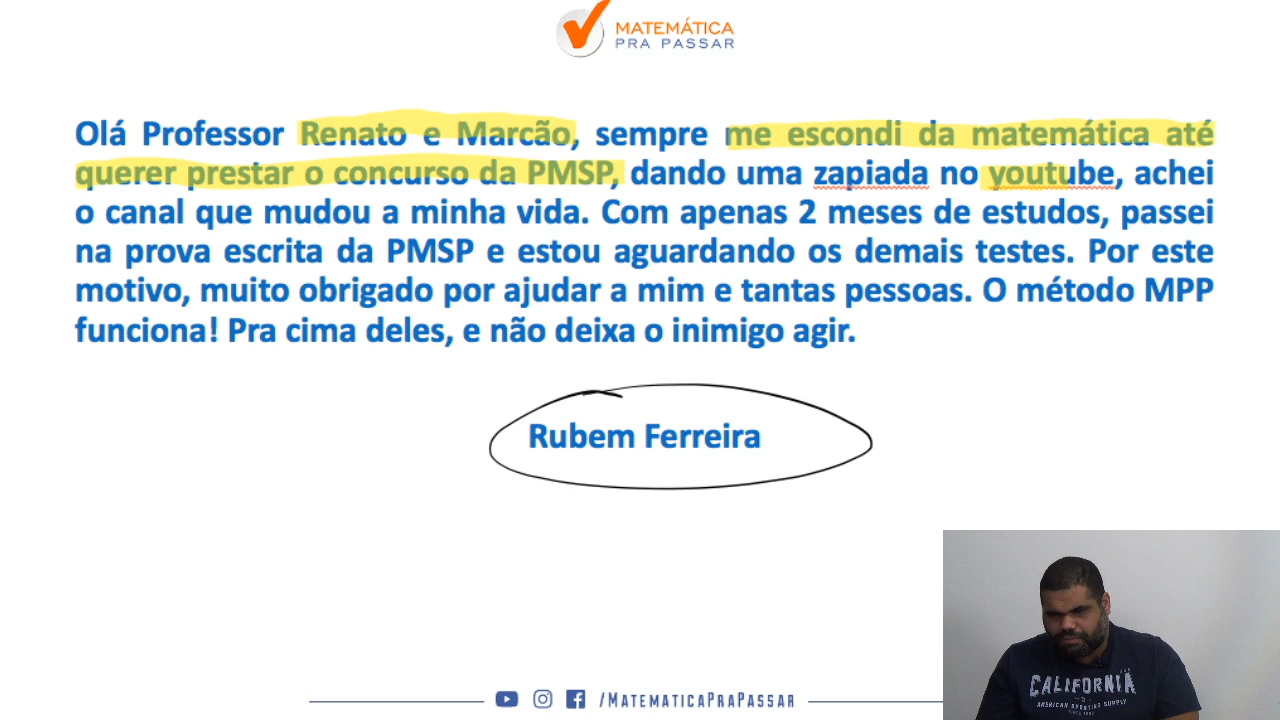 MATEMÁTICA
PRA PASSAR
Olá Professor Renato e Marcão, sempre me escondi da matemática até
querer prestar o concurso da PMSP, dando uma zapiada no youtube, achei
o canal que mudou a minha vida. Com apenas 2 meses de estudos, passei
na prova escrita da PMSP e estou aguardando os demais testes. Por este
motivo, muito obrigado por ajudar a mim e tantas pessoas. O método MPP
funciona! Pra cima deles, e não deixa o inimigo agir.
Rubem Ferreira
CALIFORNIA
AMERICAN SPORTING SUPPLY
/MATEMATICAPRAPASSAR